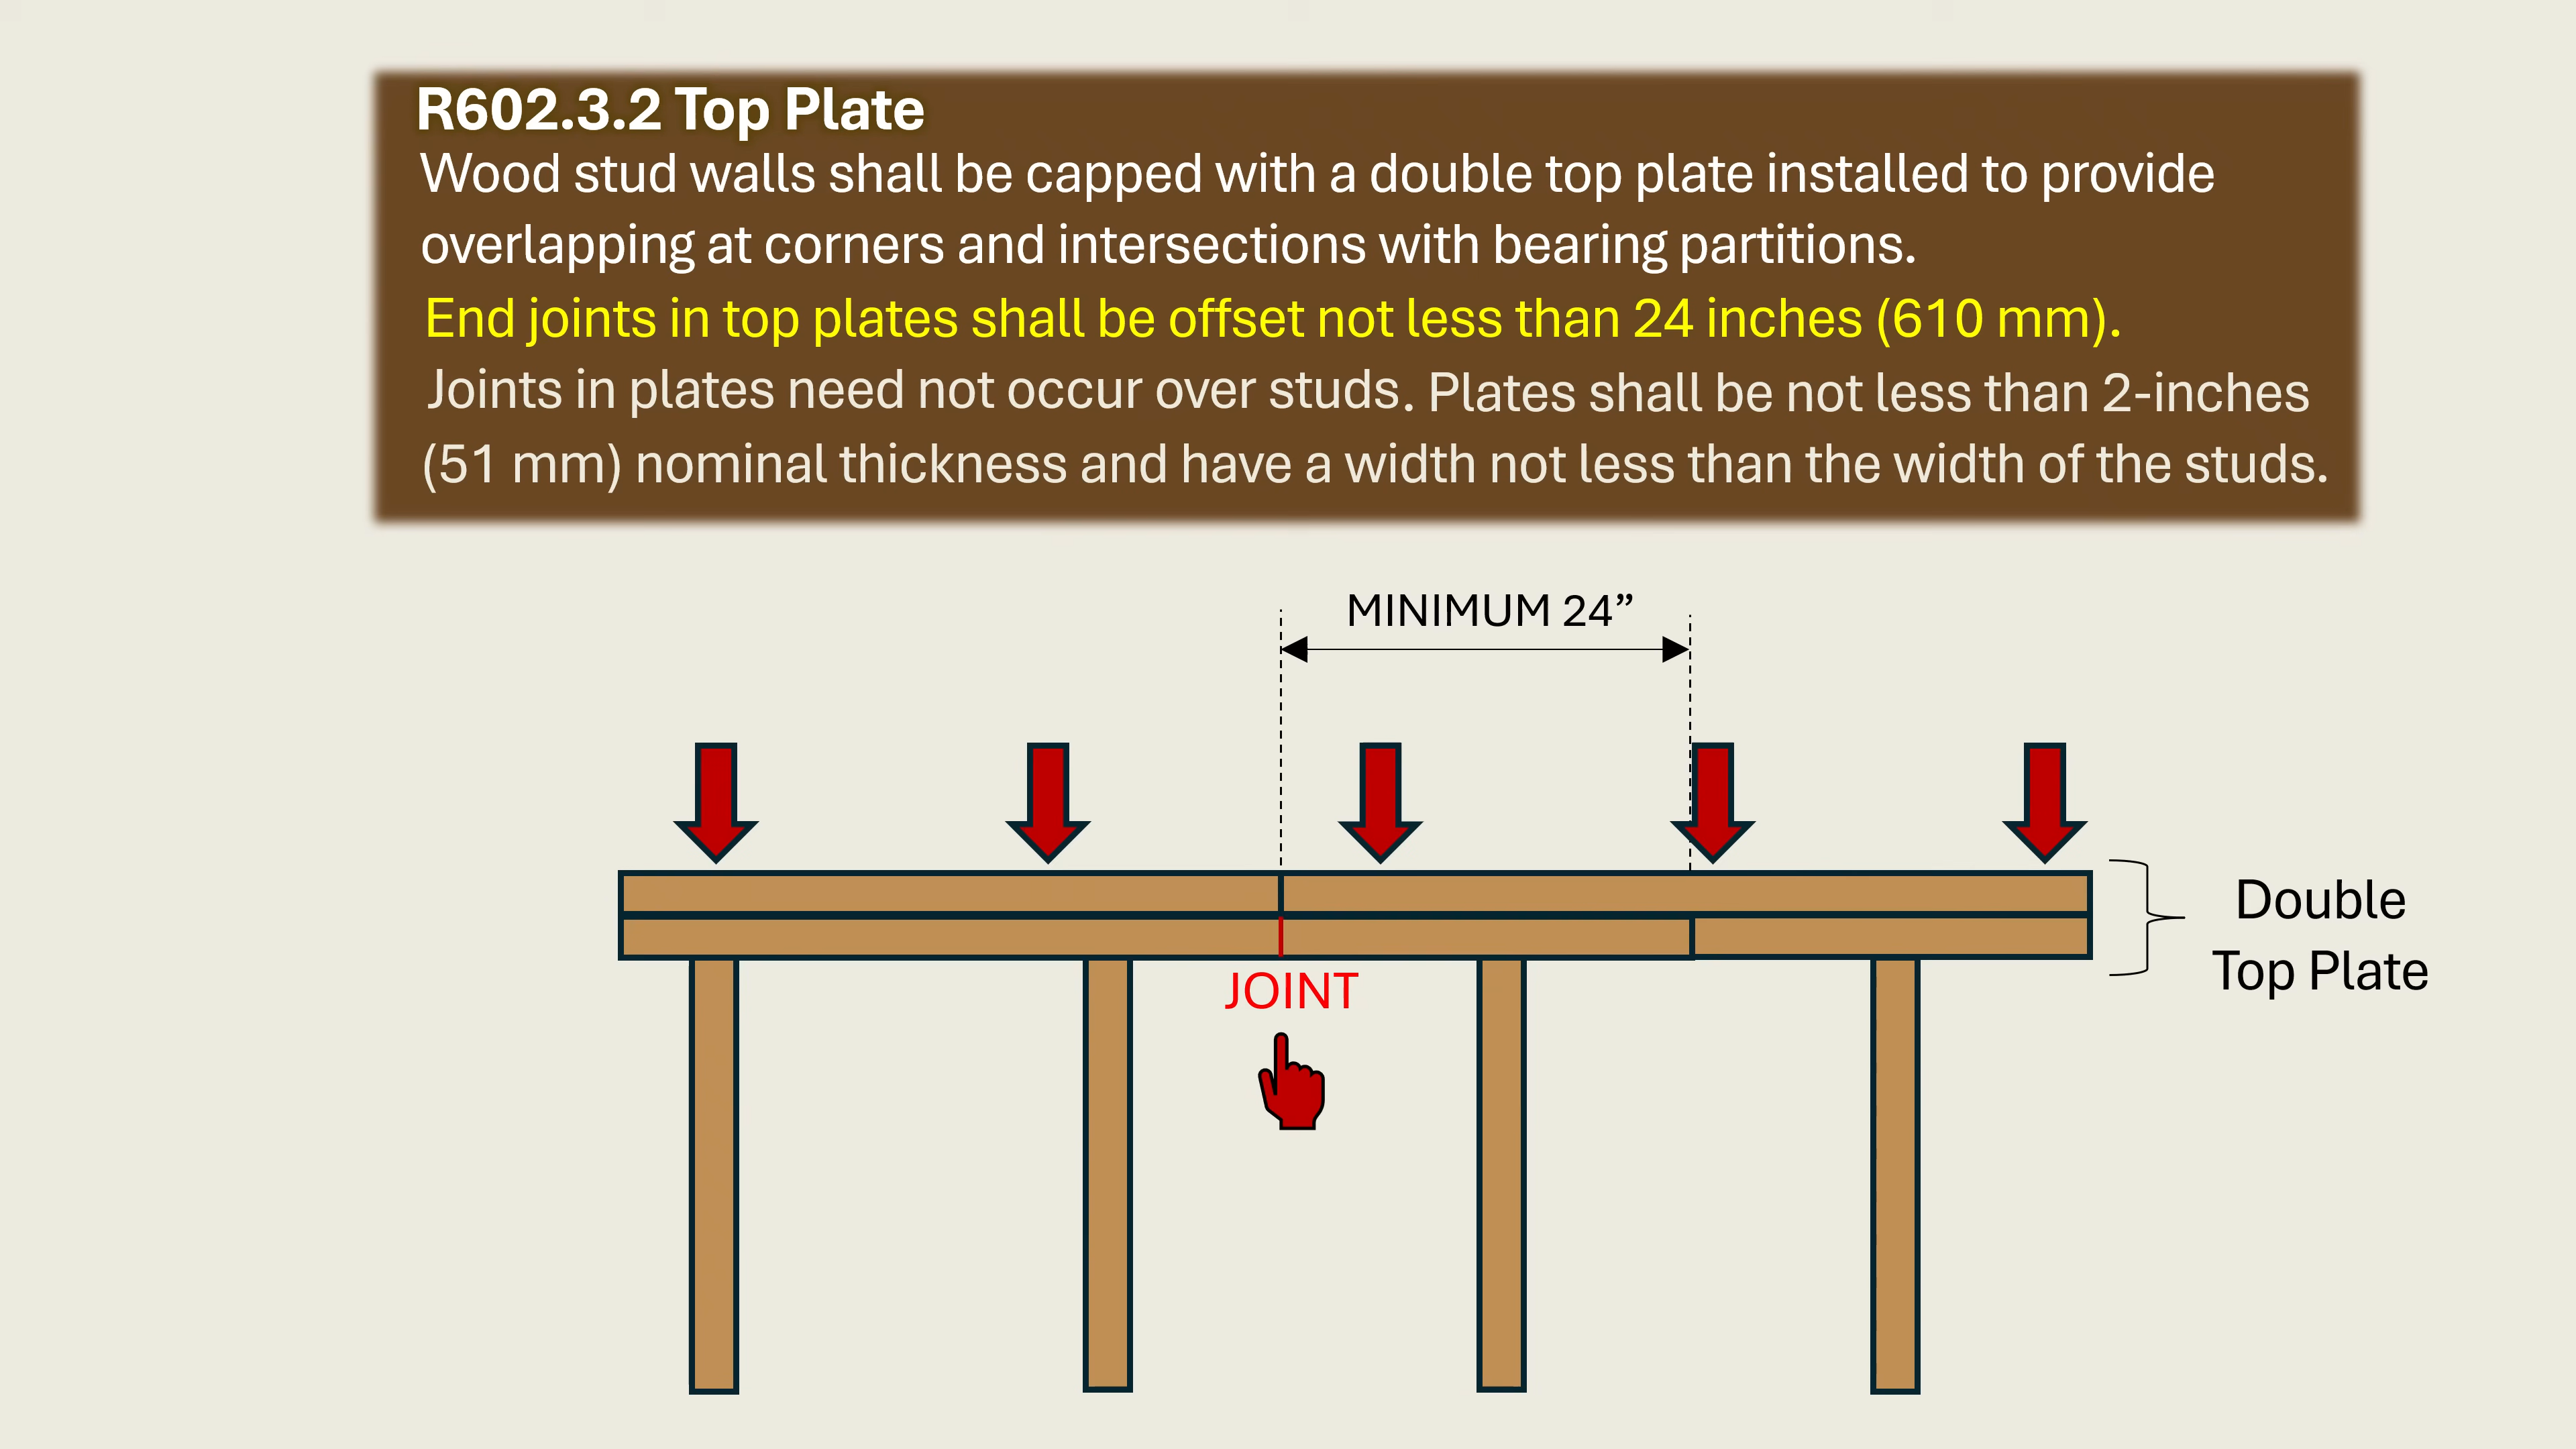 R602.3.2 Top Plate
Wood stud walls shall be capped with a double top plate installed to provide
overlapping at corners and intersections with bearing partitions.
End joints in top plates shall be offset not less than 24 inches (610 mm).
Joints in plates need not occur over studs. Plates shall be not less than 2-inches
(51 mm) nominal thickness and have a width not less than the width of the studs.
MINIMUM 24”
Double
Top Plate
JOINT